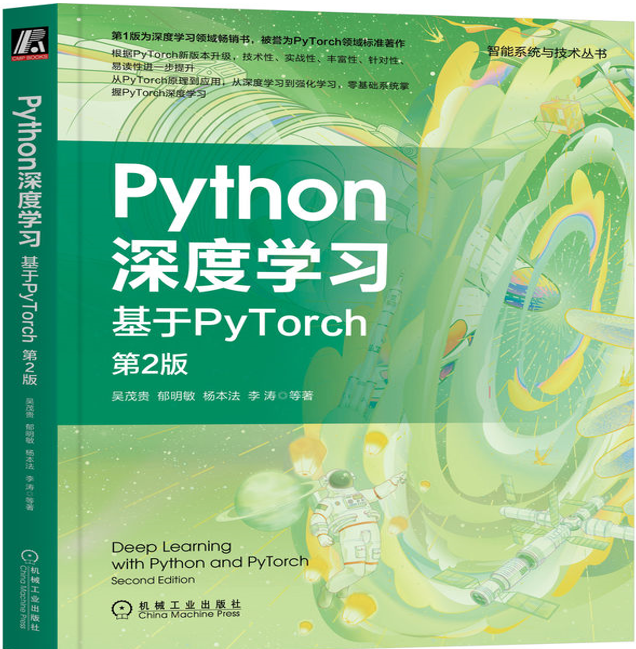 CMP BOOKS
第1版为深度学习领域畅销书，被誉为PyTorch领域标准著作
根据PyTorch新版本升级，技术性、实战性、丰富性、针对性、
易读性进一步提升
从PyTorch原理到应用，从深度学习到强化学习，零基础系统掌
握PyTorch深度学习
智能系统与技术丛书
Python
深度学习
基于PyTorch
第2版
吴茂贵 郁明敏 杨本法 李涛◎等著
Deep Learning
with Python and PyTorch
Second Edition
机械工业出版社
China Machine Press
Python深度学习 基于PyTorch 第2版
吴茂贵 郁明敏 杨本法 李涛◎等著
机械工业出版社
China Machine Press